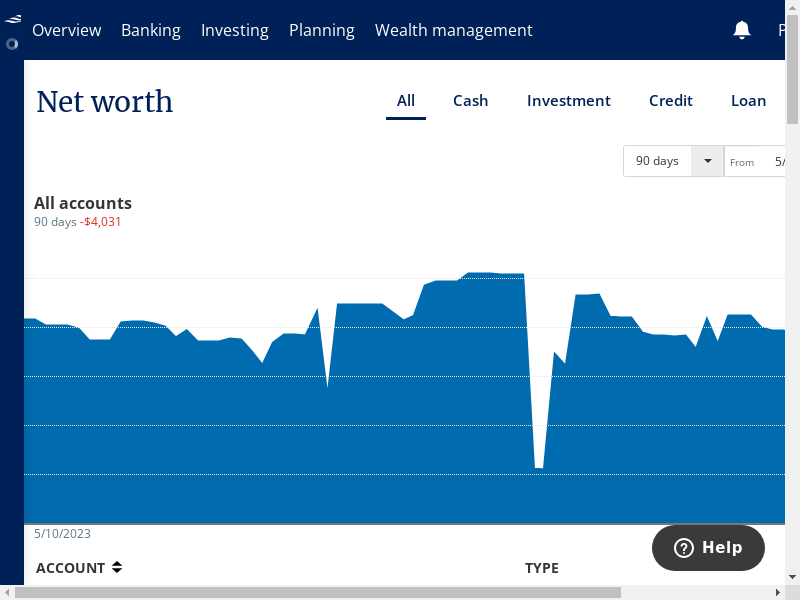 Overview Banking Investing Planning Wealth management
Net worth
All Cash Investment Credit Loan
90 days From 5/
All accounts
90 days -$4,031
5/10/2023
Help
ACCOUNT TYPE